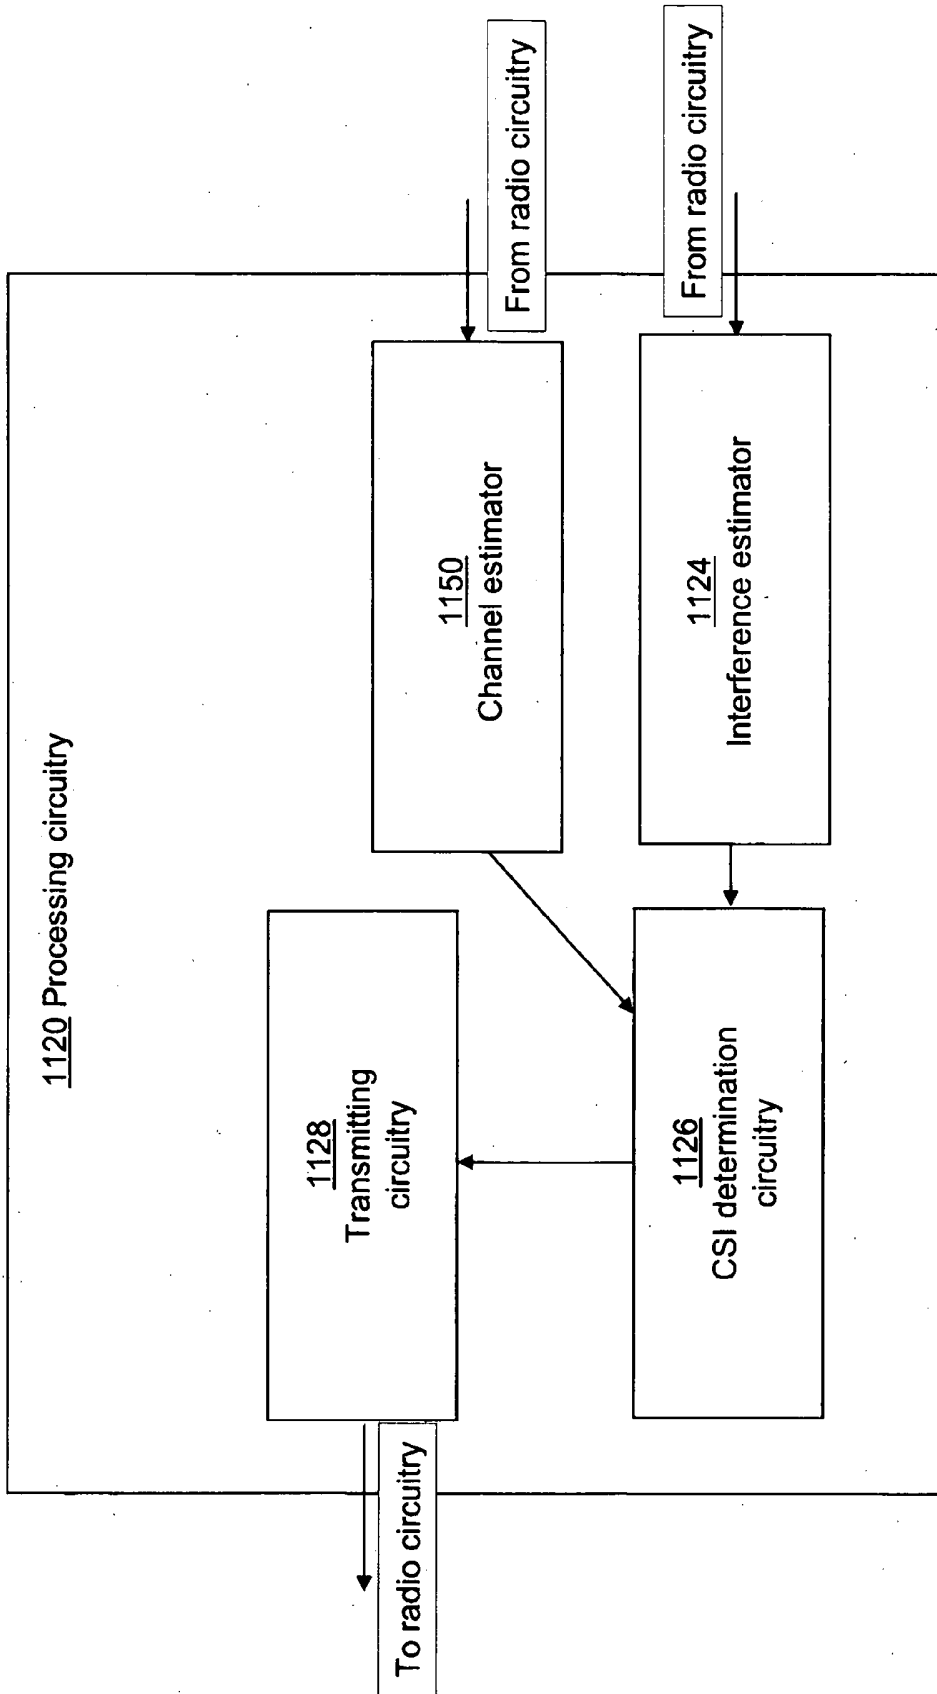 1120 Processing circuitry
To radio circuitry
1128
Transmitting
circuitry
1150
Channel estimator
From radio circuitry
1126
CSI determination
circuitry
1124
Interference estimator
From radio circuitry